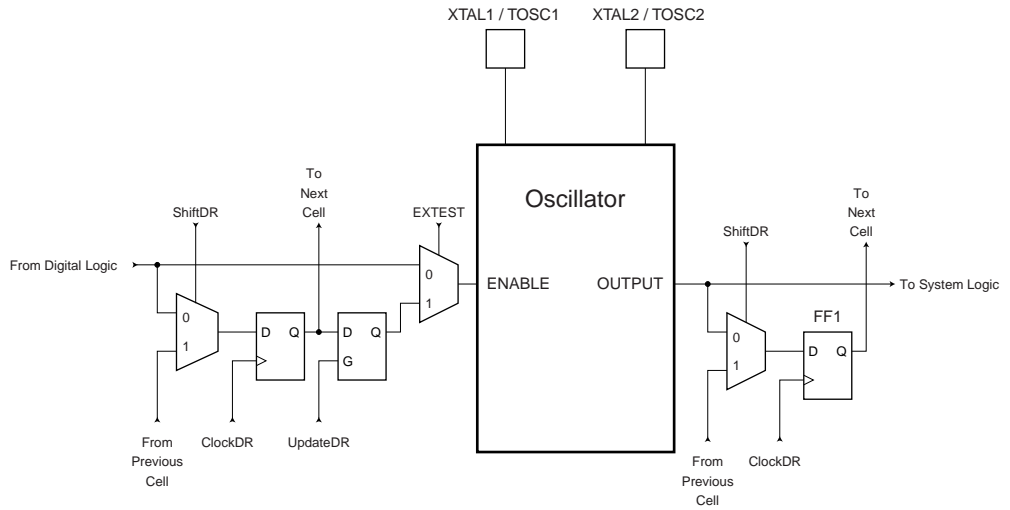 XTAL1 / TOSC1
XTAL2 / TOSC2
To
Next
Cell
ShiftDR
EXTEST
Oscillator
To
Next
Cell
ShiftDR
From Digital Logic
0
1
ENABLE
OUTPUT
To System Logic
0
1
D
Q
D
Q
G
FF1
0
1
D
Q
From
Previous
Cell
ClockDR
UpdateDR
From
Previous
Cell
ClockDR